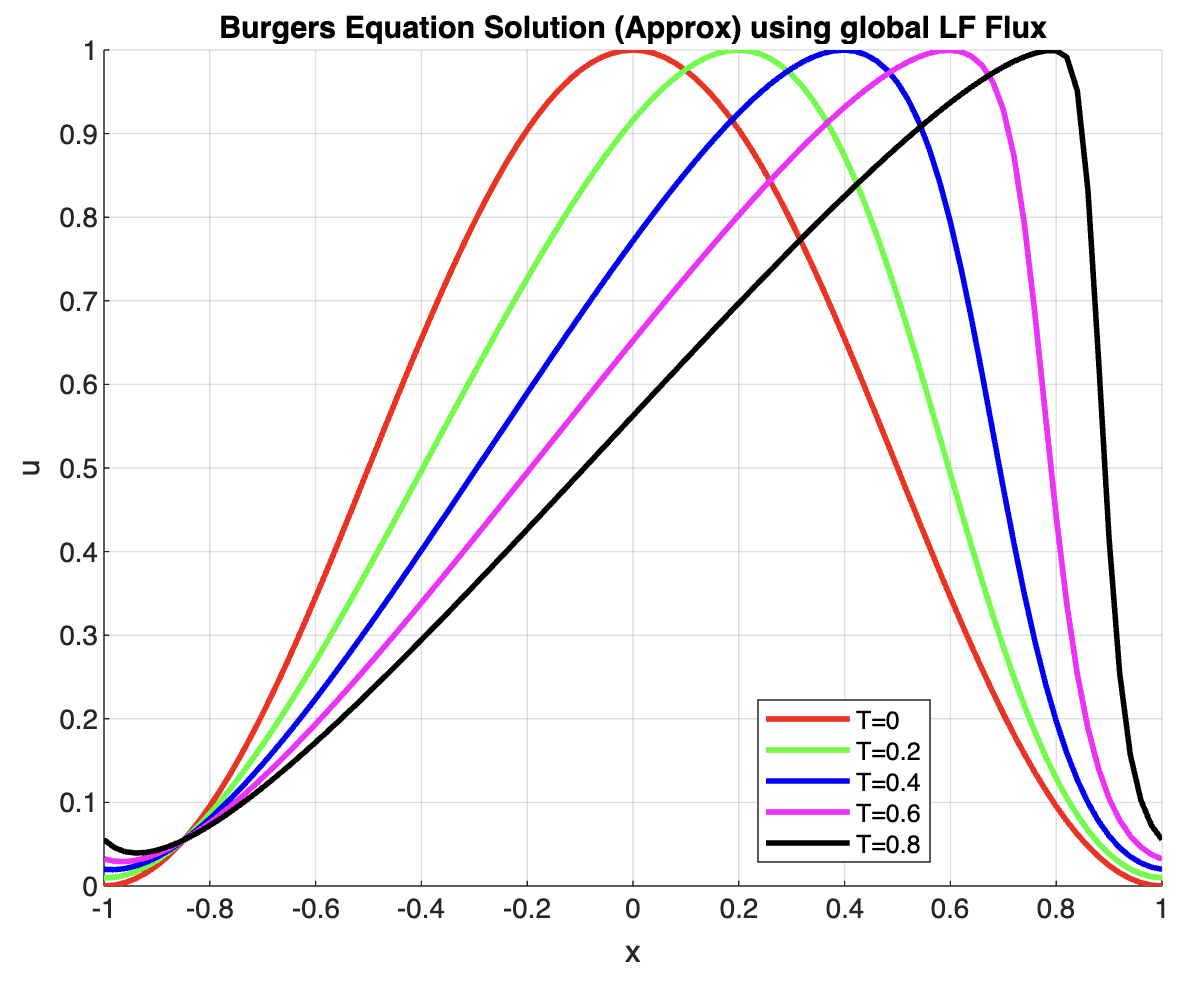 Burgers Equation Solution (Approx) using global LF Flux
1
0.9
0.8
0.7
0.6
0.5
0.4
0.3
0.2
0.1
0
u
T=0
T=0.2
T=0.4
T=0.6
T=0.8
-1 -0.8 -0.6 -0.4 -0.2 0 0.2 0.4 0.6 0.8 1
x